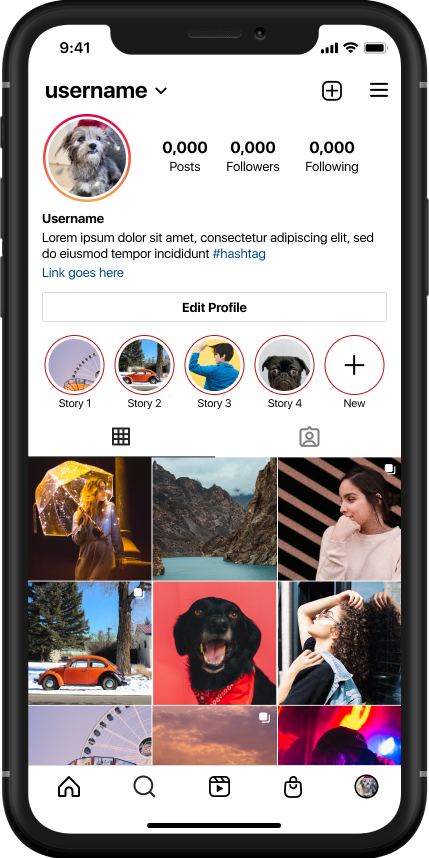 9:41
username
0,000 0,000 0,000
Posts Followers Following
Username
Lorem ipsum dolor sit amet, consectetur adipiscing elit, sed
do eiusmod tempor incididunt #hashtag
Link goes here
Edit Profile
Story 1 Story 2 Story 3 Story 4 New